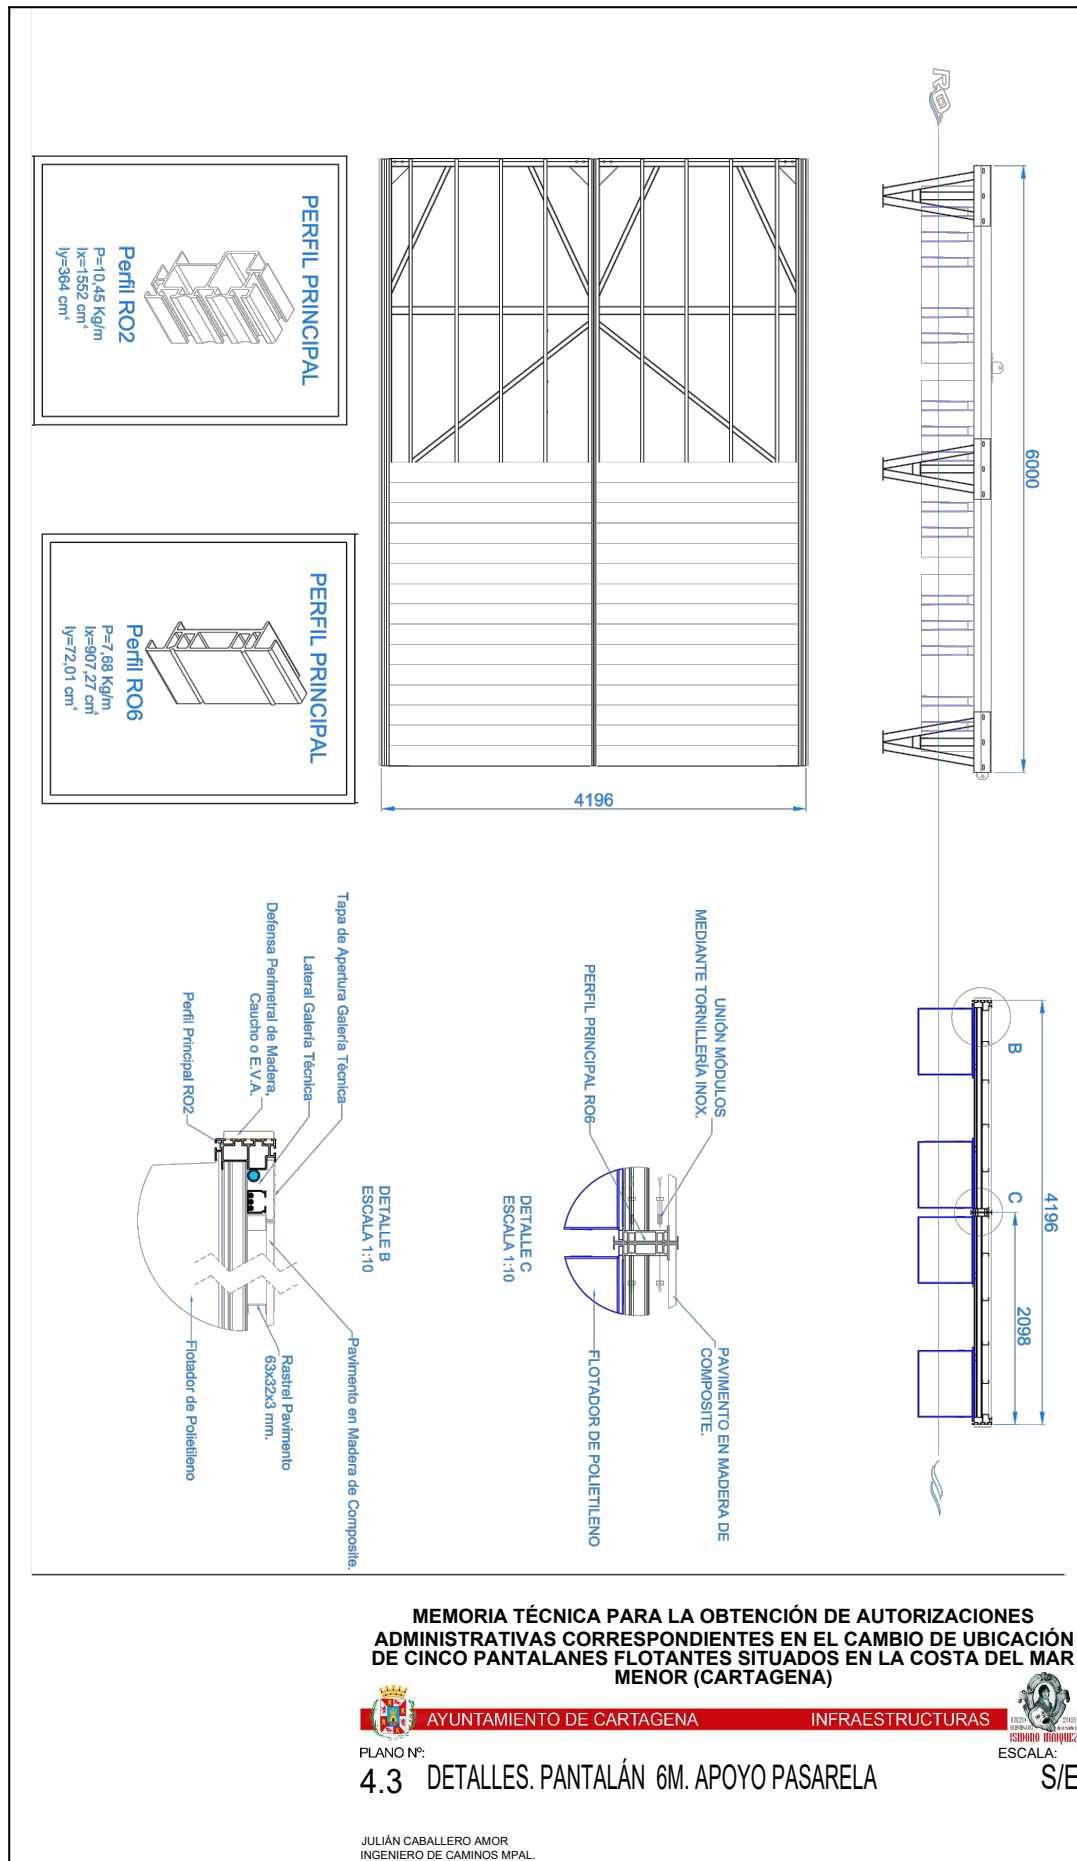 RO
6000
4196
B
C
2098
4196
PERFIL PRINCIPAL
Perfil RO2
P=10,45 Kg/m
Ix=1552 cm⁴
Iy=364 cm⁴
PERFIL PRINCIPAL
Perfil RO6
P=7,68 Kg/m
Ix=907,27 cm⁴
Iy=72,01 cm⁴
UNIÓN MÓDULOS
MEDIANTE TORNILLERÍA INOX.
PERFIL PRINCIPAL RO6
PAVIMENTO EN MADERA DE
COMPOSITE.
FLOTADOR DE POLIETILENO
DETALLE C
ESCALA 1:10
Tapa de Apertura Galería Técnica
Lateral Galería Técnica
Defensa Perimetral de Madera,
Caucho o E.V.A.
Perfil Principal RO2
DETALLE B
ESCALA 1:10
Pavimento en Madera de Composite.
Rastrel Pavimento
63x32x3 mm.
Flotador de Polietileno
MEMORIA TÉCNICA PARA LA OBTENCIÓN DE AUTORIZACIONES
ADMINISTRATIVAS CORRESPONDIENTES EN EL CAMBIO DE UBICACIÓN
DE CINCO PANTALANES FLOTANTES SITUADOS EN LA COSTA DEL MAR
MENOR (CARTAGENA)
AYUNTAMIENTO DE CARTAGENA INFRAESTRUCTURAS
1820 2020
ISIDORO MÁIQUEZ
PLANO Nº: ESCALA:
4.3 DETALLES. PANTALÁN 6M. APOYO PASARELA S/E
JULIÁN CABALLERO AMOR
INGENIERO DE CAMINOS MPAL.